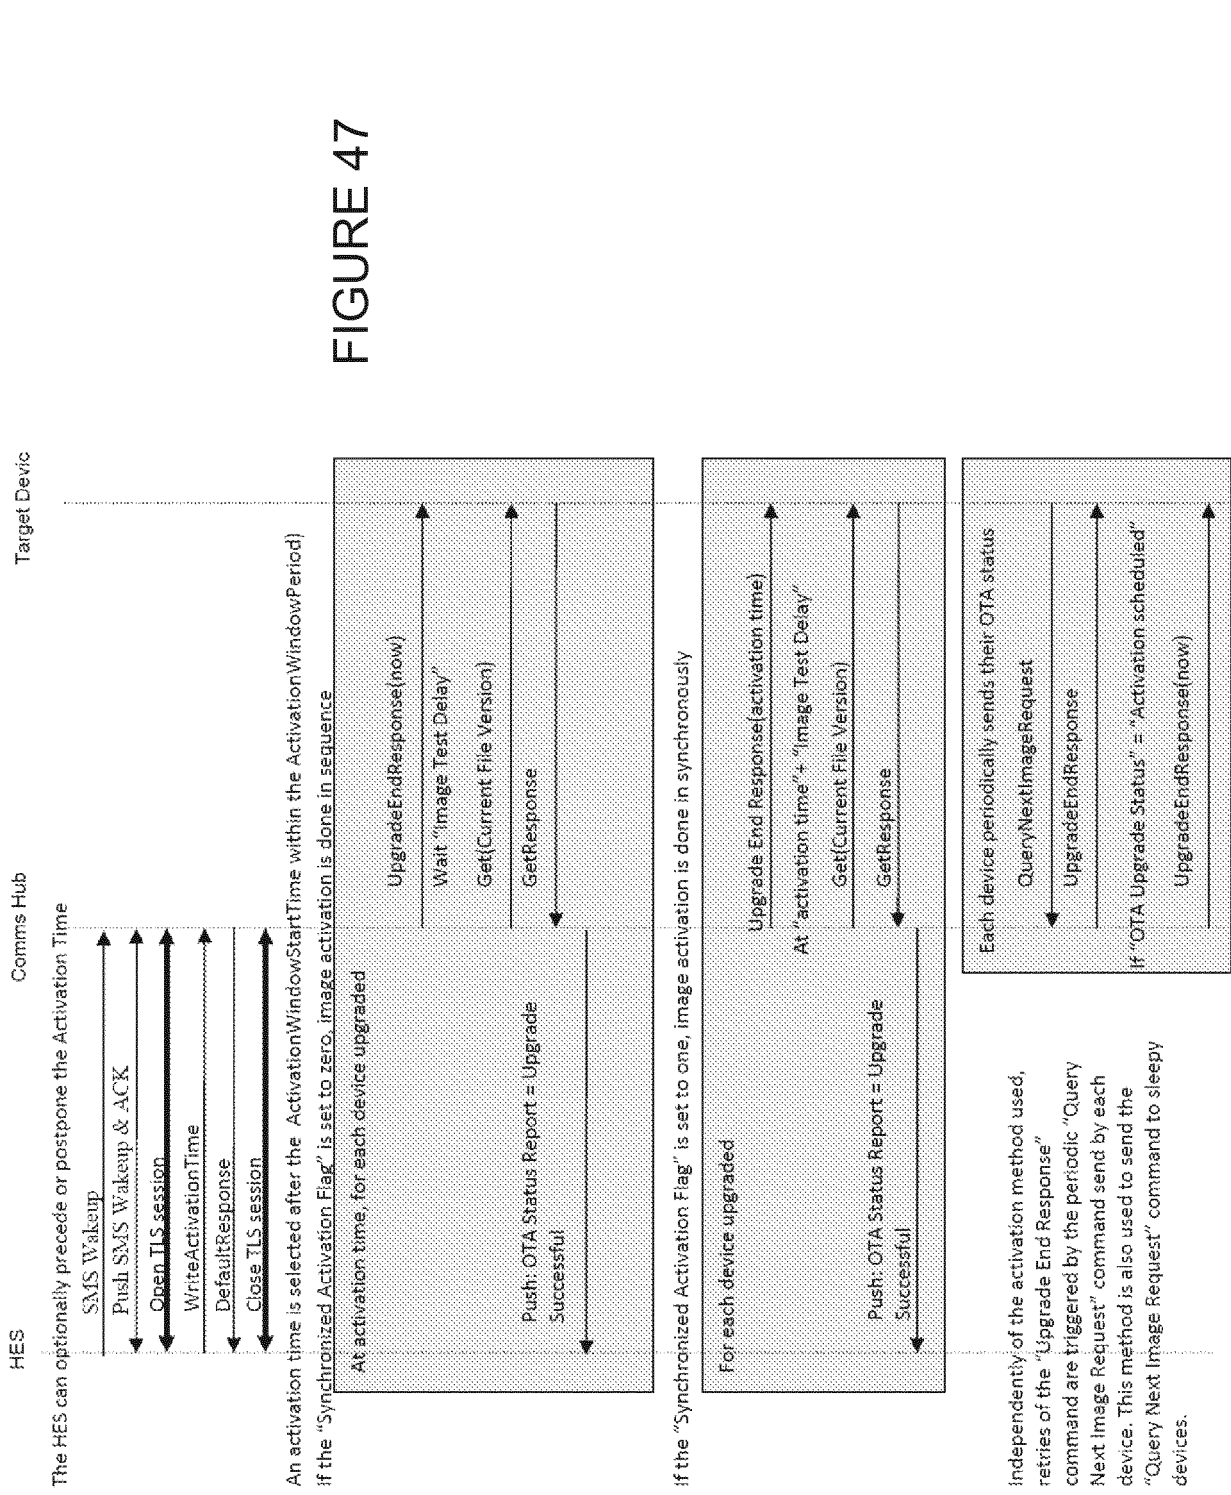 HES
Comms Hub
Target Devic
The HES can optionally precede or postpone the Activation Time
SMS Wakeup
Push SMS Wakeup & ACK
Open TLS session
WriteActivationTime
DefaultResponse
Close TLS session
An activation time is selected after the ActivationWindowStartTime within the ActivationWindowPeriod)
If the “Synchronized Activation Flag” is set to zero, image activation is done in sequence
At activation time, for each device upgraded
UpgradeEndResponse(now)
Wait “Image Test Delay”
Get(Current File Version)
GetResponse
Push: OTA Status Report = Upgrade
Successful
If the “Synchronized Activation Flag” is set to one, image activation is done in synchronously
For each device upgraded
Upgrade End Response(activation time)
At “activation time”+ “Image Test Delay”
Get(Current File Version)
GetResponse
Push: OTA Status Report = Upgrade
Successful
Each device periodically sends their OTA status
QueryNextImageRequest
UpgradeEndResponse
If “OTA Upgrade Status” = “Activation scheduled”
UpgradeEndResponse(now)
Independently of the activation method used,
retries of the “Upgrade End Response”
command are triggered by the periodic “Query
Next Image Request” command send by each
device. This method is also used to send the
“Query Next Image Request” command to sleepy
devices.
FIGURE 47